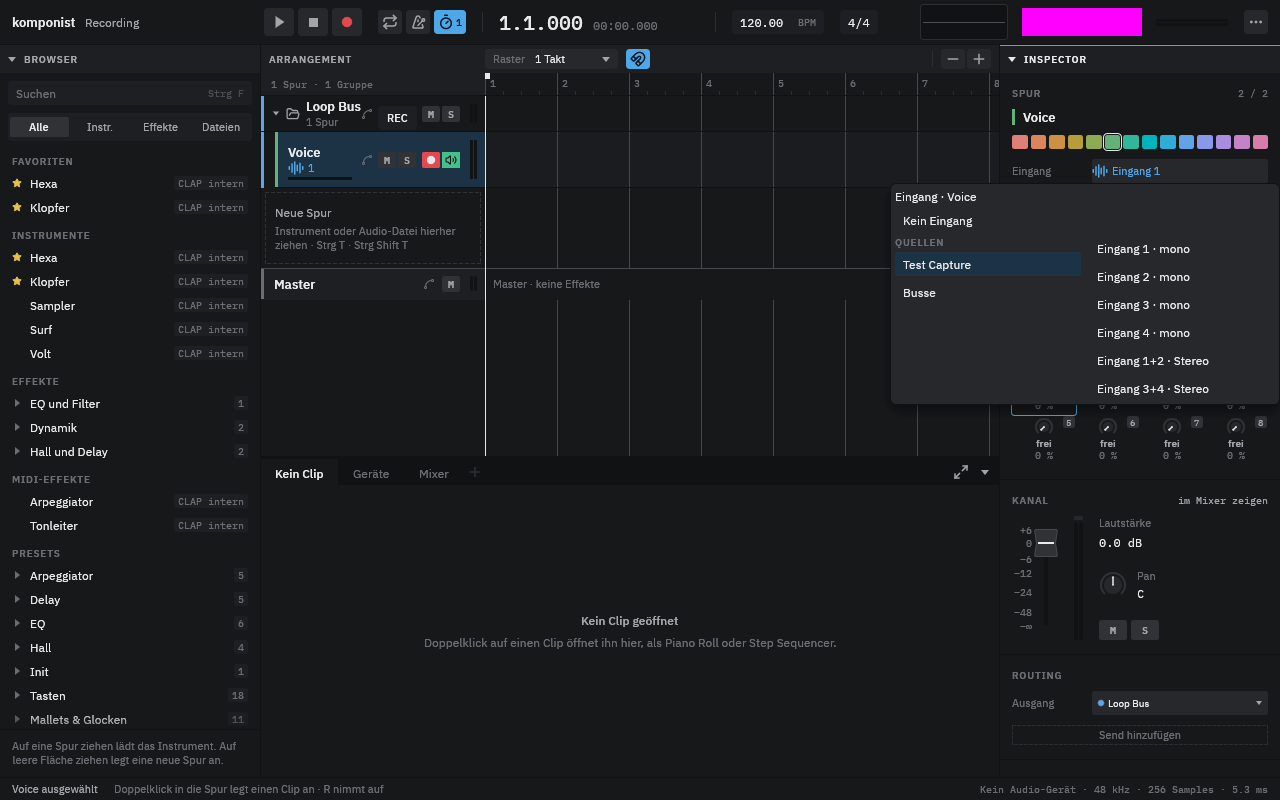 komponist Recording
1
1.1.000 00:00.000
120.00 BPM
4/4
BROWSER
Suchen Strg F
Alle Instr. Effekte Dateien
FAVORITEN
Hexa CLAP intern
Klopfer CLAP intern
INSTRUMENTE
Hexa CLAP intern
Klopfer CLAP intern
Sampler CLAP intern
Surf CLAP intern
Volt CLAP intern
EFFEKTE
EQ und Filter 1
Dynamik 2
Hall und Delay 2
MIDI-EFFEKTE
Arpeggiator CLAP intern
Tonleiter CLAP intern
PRESETS
Arpeggiator 5
Delay 5
EQ 6
Hall 4
Init 1
Tasten 18
Mallets & Glocken 11
Auf eine Spur ziehen lädt das Instrument. Auf
leere Fläche ziehen legt eine neue Spur an.
ARRANGEMENT
Raster 1 Takt
1 Spur · 1 Gruppe
1 2 3 4 5 6 7 8
Loop Bus
1 Spur
REC
M S
Voice
1
M S
Neue Spur
Instrument oder Audio-Datei hierher
ziehen · Strg T · Strg Shift T
Master M
Master · keine Effekte
Kein Clip Geräte Mixer
Kein Clip geöffnet
Doppelklick auf einen Clip öffnet ihn hier, als Piano Roll oder Step Sequencer.
INSPECTOR
SPUR 2 / 2
Voice
Eingang Eingang 1
Eingang · Voice
Kein Eingang
QUELLEN
Test Capture
Busse
Eingang 1 · mono
Eingang 2 · mono
Eingang 3 · mono
Eingang 4 · mono
Eingang 1+2 · Stereo
Eingang 3+4 · Stereo
0 % 0 % 0 % 0 %
5 6 7 8
frei frei frei frei
0 % 0 % 0 % 0 %
KANAL im Mixer zeigen
+6
0
−6
−12
−24
−48
−∞
Lautstärke
0.0 dB
Pan
C
M S
ROUTING
Ausgang Loop Bus
Send hinzufügen
Voice ausgewählt Doppelklick in die Spur legt einen Clip an · R nimmt auf
Kein Audio-Gerät · 48 kHz · 256 Samples · 5.3 ms